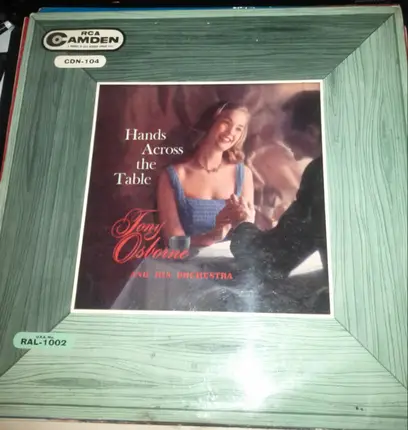 RCA
CAMDEN
CDN-104
Hands
Across
the
Table
Tony
Osborne
AND HIS ORCHESTRA
RAL-1002